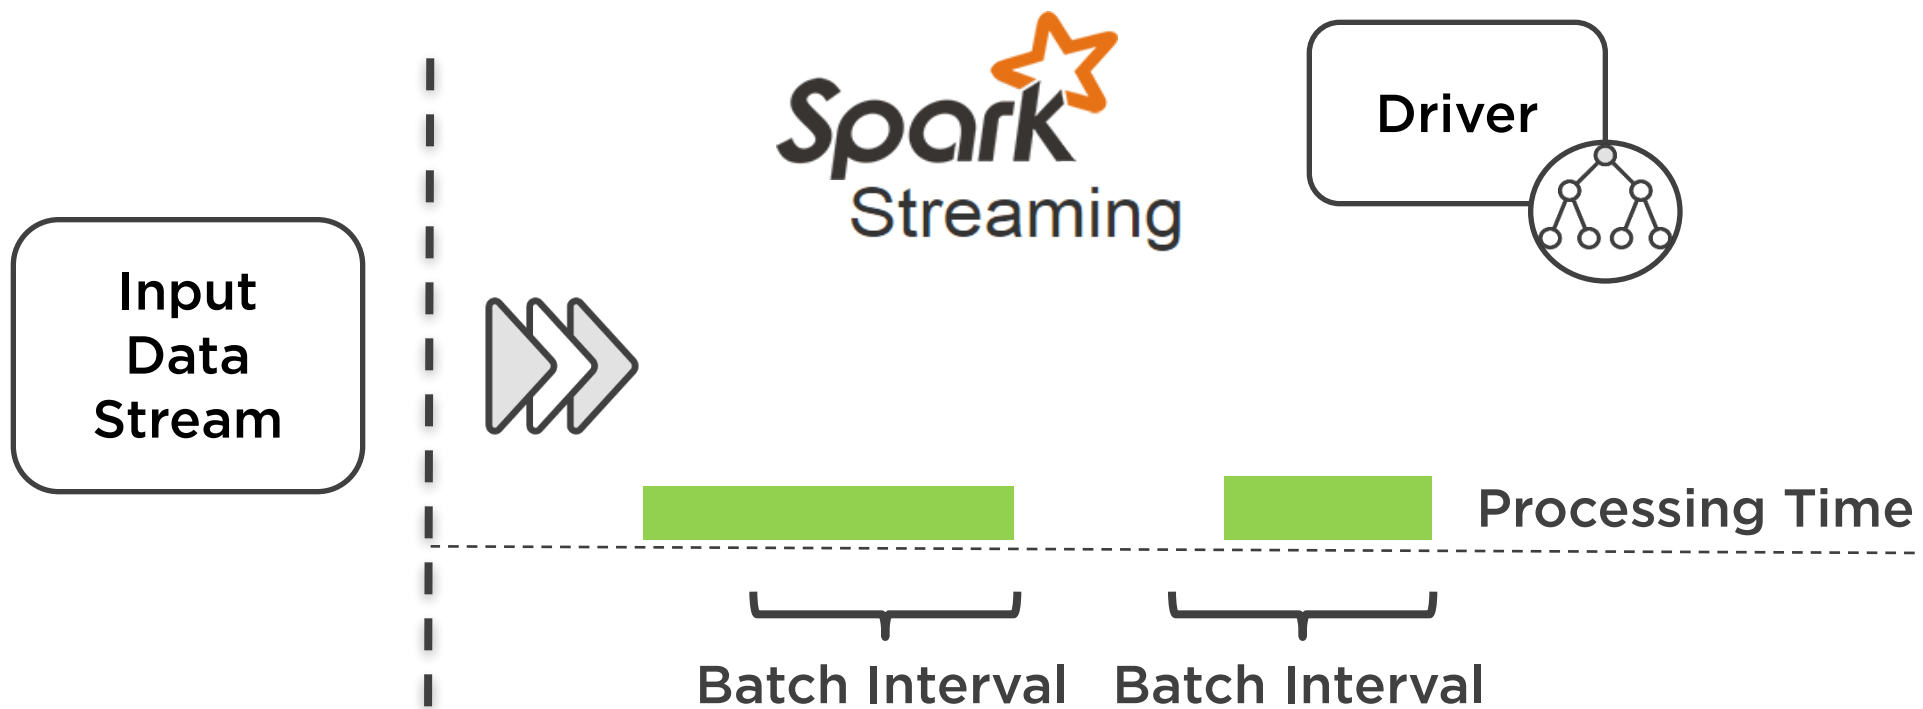 Spark
Streaming
Driver
Input
Data
Stream
Processing Time
Batch Interval
Batch Interval